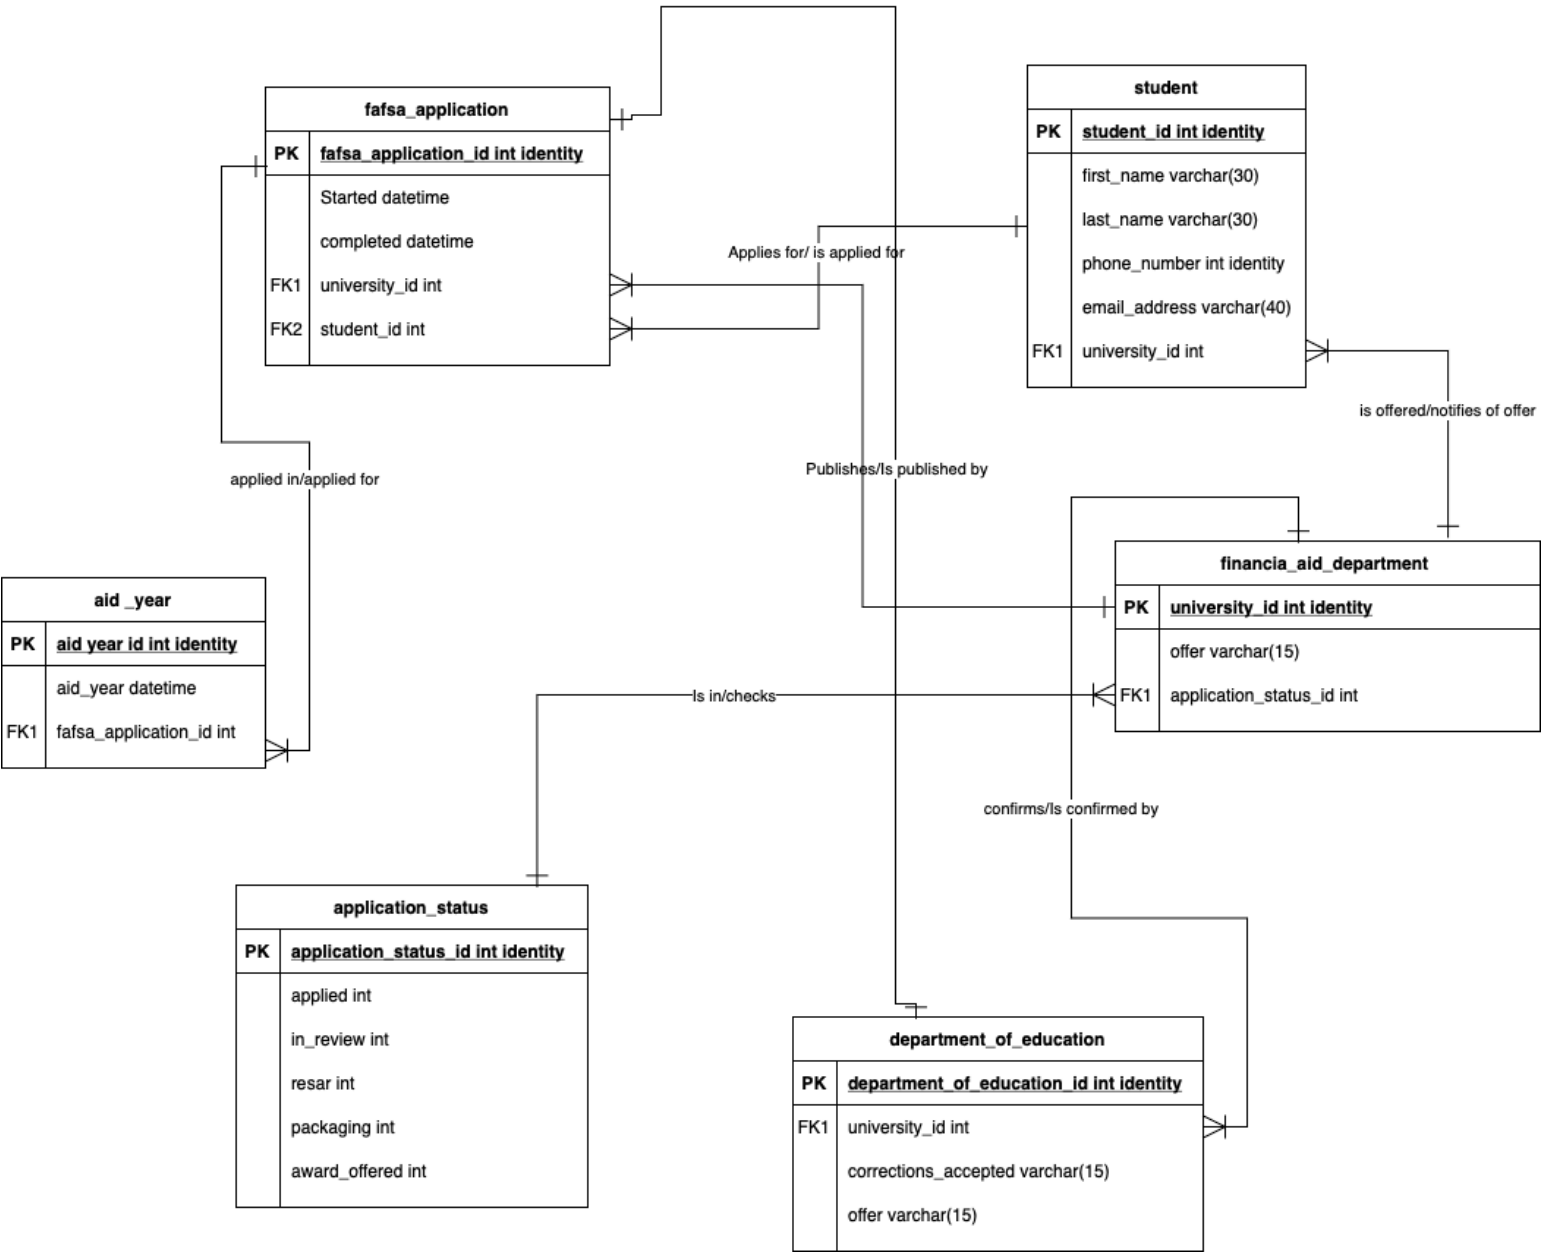 fafsa_application
PK fafsa_application_id int identity
Started datetime
completed datetime
FK1 university_id int
FK2 student_id int
student
PK student_id int identity
first_name varchar(30)
last_name varchar(30)
phone_number int identity
email_address varchar(40)
FK1 university_id int
Applies for/ is applied for
is offered/notifies of offer
Publishes/Is published by
applied in/applied for
financia_aid_department
PK university_id int identity
offer varchar(15)
FK1 application_status_id int
aid _year
PK aid year id int identity
aid_year datetime
FK1 fafsa_application_id int
Is in/checks
confirms/Is confirmed by
application_status
PK application_status_id int identity
applied int
in_review int
resar int
packaging int
award_offered int
department_of_education
PK department_of_education_id int identity
FK1 university_id int
corrections_accepted varchar(15)
offer varchar(15)